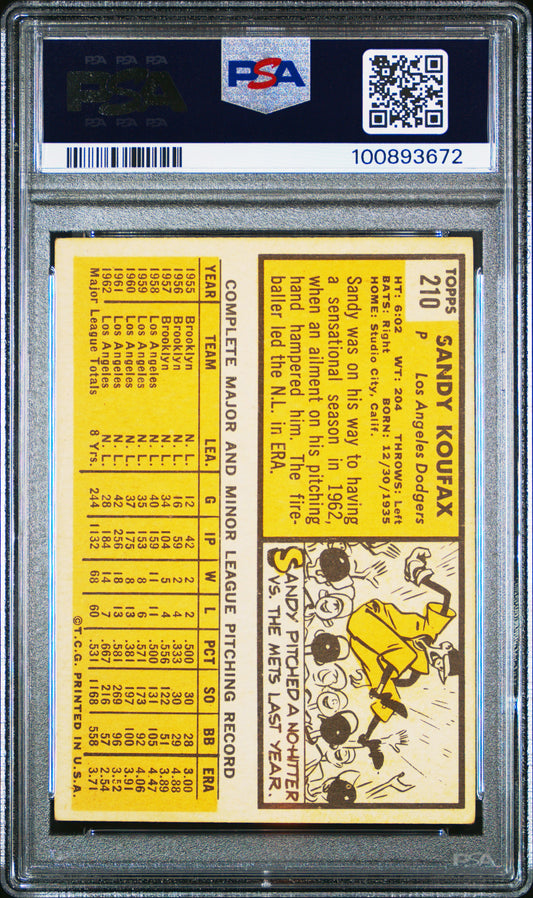 PSA
PSA
100893672
TOPPS
210
SANDY KOUFAX
P Los Angeles Dodgers
HT: 6:02 WT: 204 THROWS: Left
BATS: Right BORN: 12/30/1935
HOME: Studio City, Calif.
Sandy was on his way to having
a sensational season in 1962,
when an ailment on his pitching
hand hampered him. The fire-
baller led the N.L. in ERA.
SANDY PITCHED A NO-HITTER
VS. THE METS LAST YEAR.
COMPLETE MAJOR AND MINOR LEAGUE PITCHING RECORD
YEAR TEAM LEA. G IP W L PCT SO BB ERA
1955 Brooklyn N. L. 12 42 2 2 .500 30 28 3.00
1956 Brooklyn N. L. 16 59 2 4 .333 30 29 4.88
1957 Brooklyn N. L. 34 104 5 4 .556 122 51 3.89
1958 Los Angeles N. L. 40 159 11 11 .500 131 105 4.47
1959 Los Angeles N. L. 35 153 8 6 .571 173 92 4.06
1960 Los Angeles N. L. 37 175 8 13 .381 197 100 3.91
1961 Los Angeles N. L. 42 256 18 13 .581 269 96 3.52
1962 Los Angeles N. L. 28 184 14 7 .667 216 57 2.54
Major League Totals 8 Yrs. 244 1132 68 60 .531 1168 558 3.71
© T.C.G. PRINTED IN U.S.A.
PSA